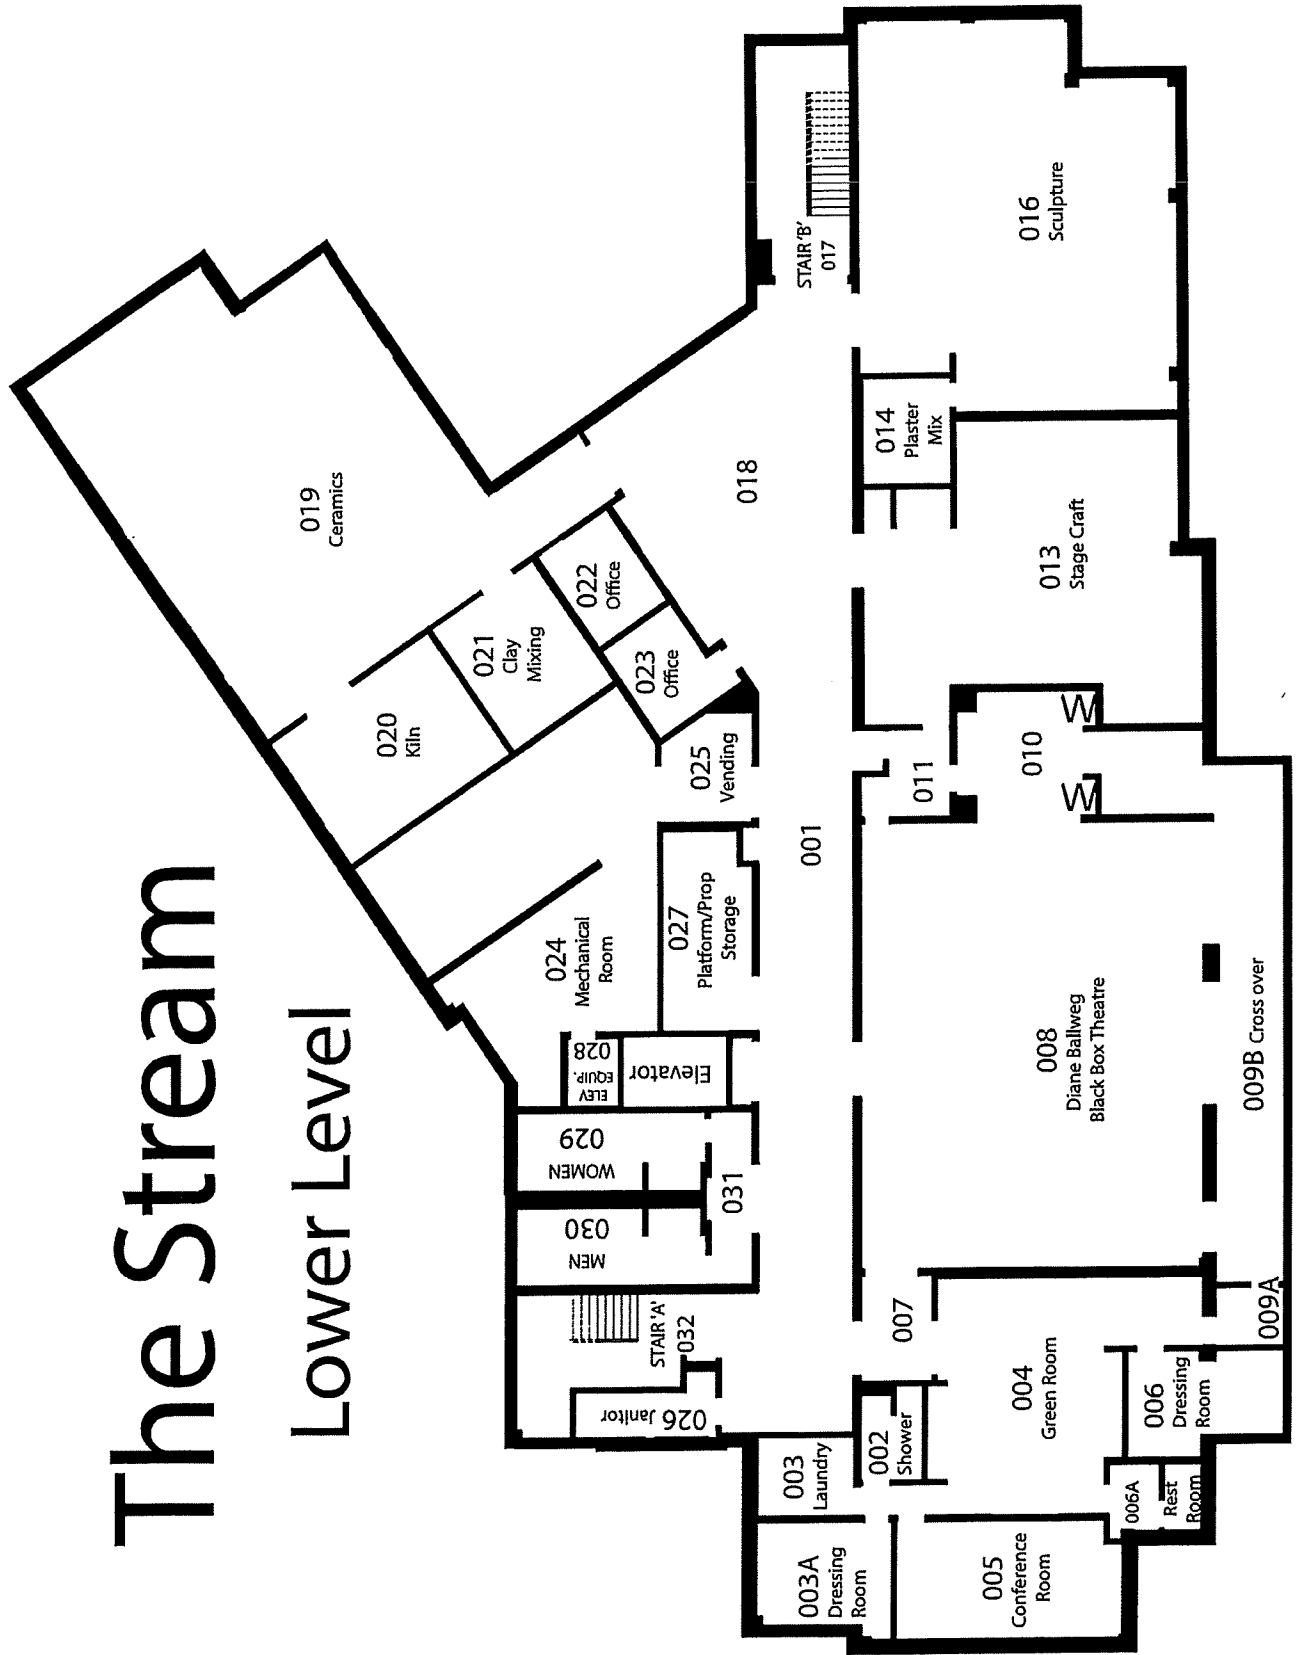 The Stream
Lower Level
019
Ceramics
020
Kiln
021
Clay
Mixing
022
Office
023
Office
024
Mechanical
Room
025
Vending
027
Platform/Prop
Storage
028
ELEV
EQUIP.
Elevator
029
WOMEN
030
MEN
031
STAIR 'A'
032
026 Janitor
001
018
STAIR 'B'
017
016
Sculpture
014
Plaster
Mix
013
Stage Craft
010
011
008
Diane Ballweg
Black Box Theatre
009B Cross over
009A
007
004
Green Room
006
Dressing
Room
006A
Rest
Room
002
Shower
003
Laundry
003A
Dressing
Room
005
Conference
Room